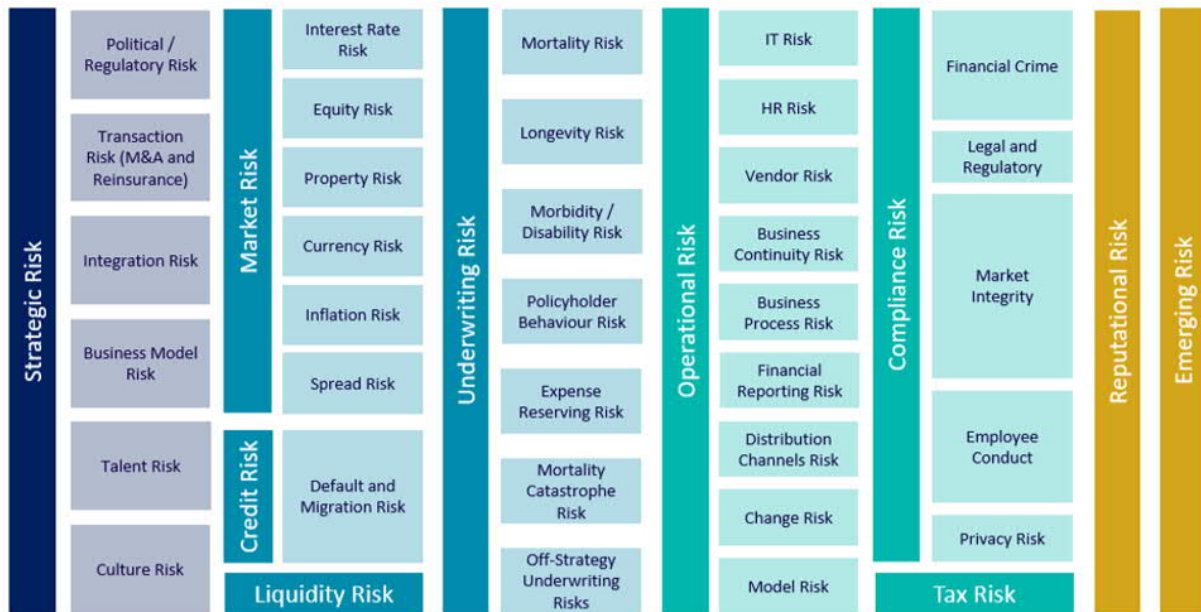 Strategic Risk
Political /
Regulatory Risk
Transaction
Risk (M&A and
Reinsurance)
Integration Risk
Business Model
Risk
Talent Risk
Culture Risk
Market Risk
Interest Rate
Risk
Equity Risk
Property Risk
Currency Risk
Inflation Risk
Spread Risk
Credit Risk
Default and
Migration Risk
Liquidity Risk
Underwriting Risk
Mortality Risk
Longevity Risk
Morbidity /
Disability Risk
Policyholder
Behaviour Risk
Expense
Reserving Risk
Mortality
Catastrophe
Risk
Off-Strategy
Underwriting
Risks
Operational Risk
IT Risk
HR Risk
Vendor Risk
Business
Continuity Risk
Business
Process Risk
Financial
Reporting Risk
Distribution
Channels Risk
Change Risk
Model Risk
Compliance Risk
Financial Crime
Legal and
Regulatory
Market
Integrity
Employee
Conduct
Privacy Risk
Tax Risk
Reputational Risk
Emerging Risk